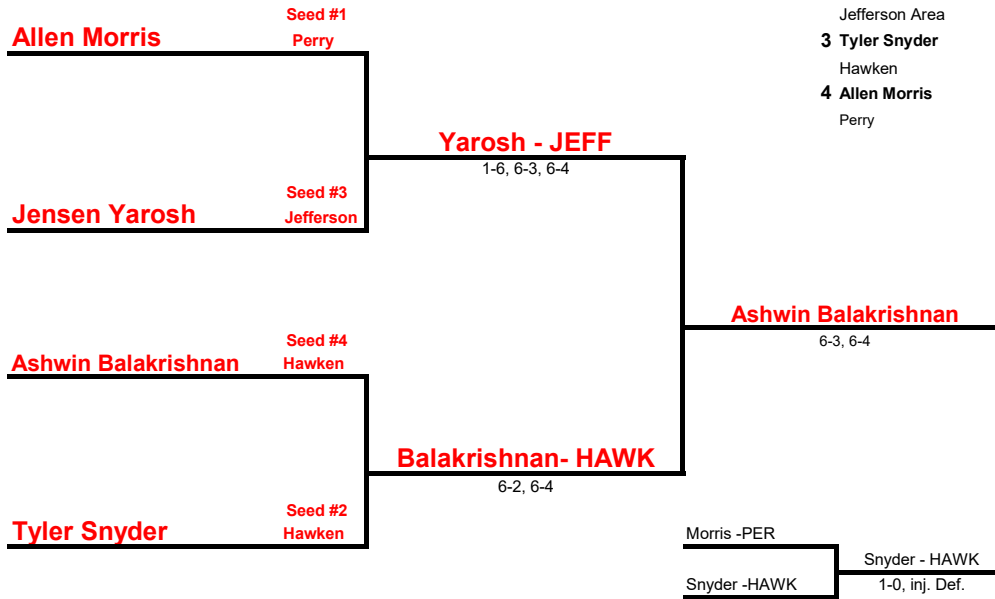 Seed #1
Allen Morris Perry
Jefferson Area
3 Tyler Snyder
Hawken
4 Allen Morris
Perry
Yarosh - JEFF
1-6, 6-3, 6-4
Seed #3
Jensen Yarosh Jefferson
Ashwin Balakrishnan
6-3, 6-4
Seed #4
Ashwin Balakrishnan Hawken
Balakrishnan- HAWK
6-2, 6-4
Seed #2
Tyler Snyder Hawken
Morris -PER
Snyder - HAWK
Snyder -HAWK
1-0, inj. Def.